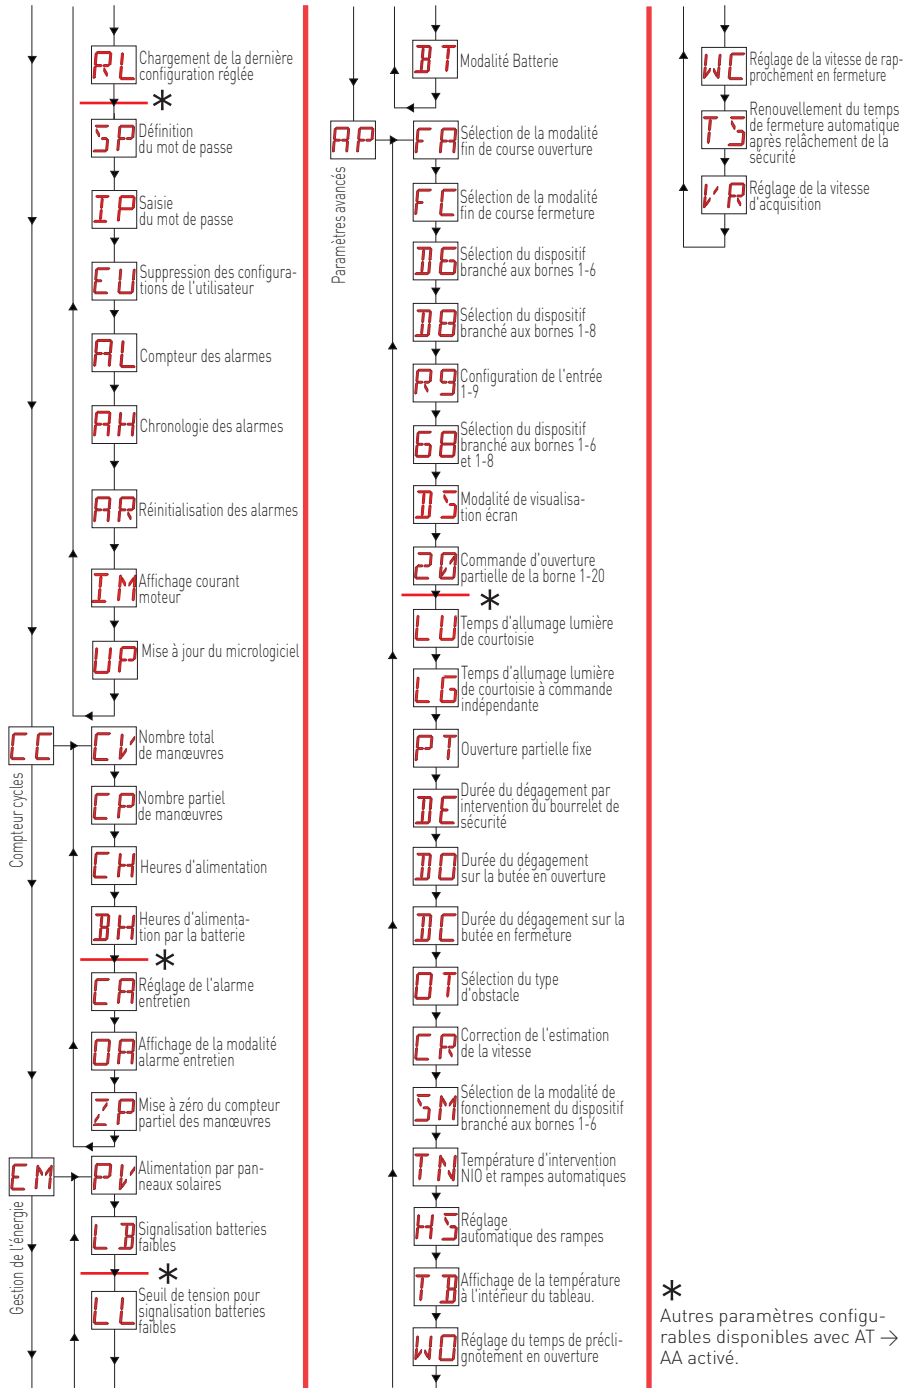 RL
Chargement de la dernière
configuration réglée
*
SP
Définition
du mot de passe
IP
Saisie
du mot de passe
EU
Suppression des configura-
tions de l'utilisateur
AL
Compteur des alarmes
AH
Chronologie des alarmes
AR
Réinitialisation des alarmes
IM
Affichage courant
moteur
UP
Mise à jour du micrologiciel
CC
Compteur cycles
CV
Nombre total
de manœuvres
CP
Nombre partiel
de manœuvres
CH
Heures d'alimentation
BH
Heures d'alimenta-
tion par la batterie
*
CA
Réglage de l'alarme
entretien
OA
Affichage de la modalité
alarme entretien
ZP
Mise à zéro du compteur
partiel des manœuvres
EM
Gestion de l'énergie
PV
Alimentation par pan-
neaux solaires
LB
Signalisation batteries
faibles
*
LL
Seuil de tension pour
signalisation batteries
faibles
BT
Modalité Batterie
AP
Paramètres avancés
FA
Sélection de la modalité
fin de course ouverture
FC
Sélection de la modalité
fin de course fermeture
D6
Sélection du dispositif
branché aux bornes 1-6
D8
Sélection du dispositif
branché aux bornes 1-8
R9
Configuration de l'entrée
1-9
68
Sélection du dispositif
branché aux bornes 1-6
et 1-8
DS
Modalité de visualisa-
tion écran
20
Commande d'ouverture
partielle de la borne 1-20
*
LU
Temps d'allumage lumière
de courtoisie
LG
Temps d'allumage lumière
de courtoisie à commande
indépendante
PT
Ouverture partielle fixe
DE
Durée du dégagement par
intervention du bourrelet de
sécurité
DO
Durée du dégagement
sur la butée en ouverture
DC
Durée du dégagement sur la
butée en fermeture
OT
Sélection du type
d'obstacle
CR
Correction de l'estimation
de la vitesse
SM
Sélection de la modalité de
fonctionnement du dispositif
branché aux bornes 1-6
TN
Température d'intervention
NIO et rampes automatiques
HS
Réglage
automatique des rampes
TB
Affichage de la température
à l'intérieur du tableau.
WO
Réglage du temps de précli-
gnotement en ouverture
WC
Réglage de la vitesse de rap-
prochement en fermeture
TS
Renouvellement du temps
de fermeture automatique
après relâchement de la
sécurité
VR
Réglage de la vitesse
d'acquisition
*
Autres paramètres configu-
rables disponibles avec AT →
AA activé.